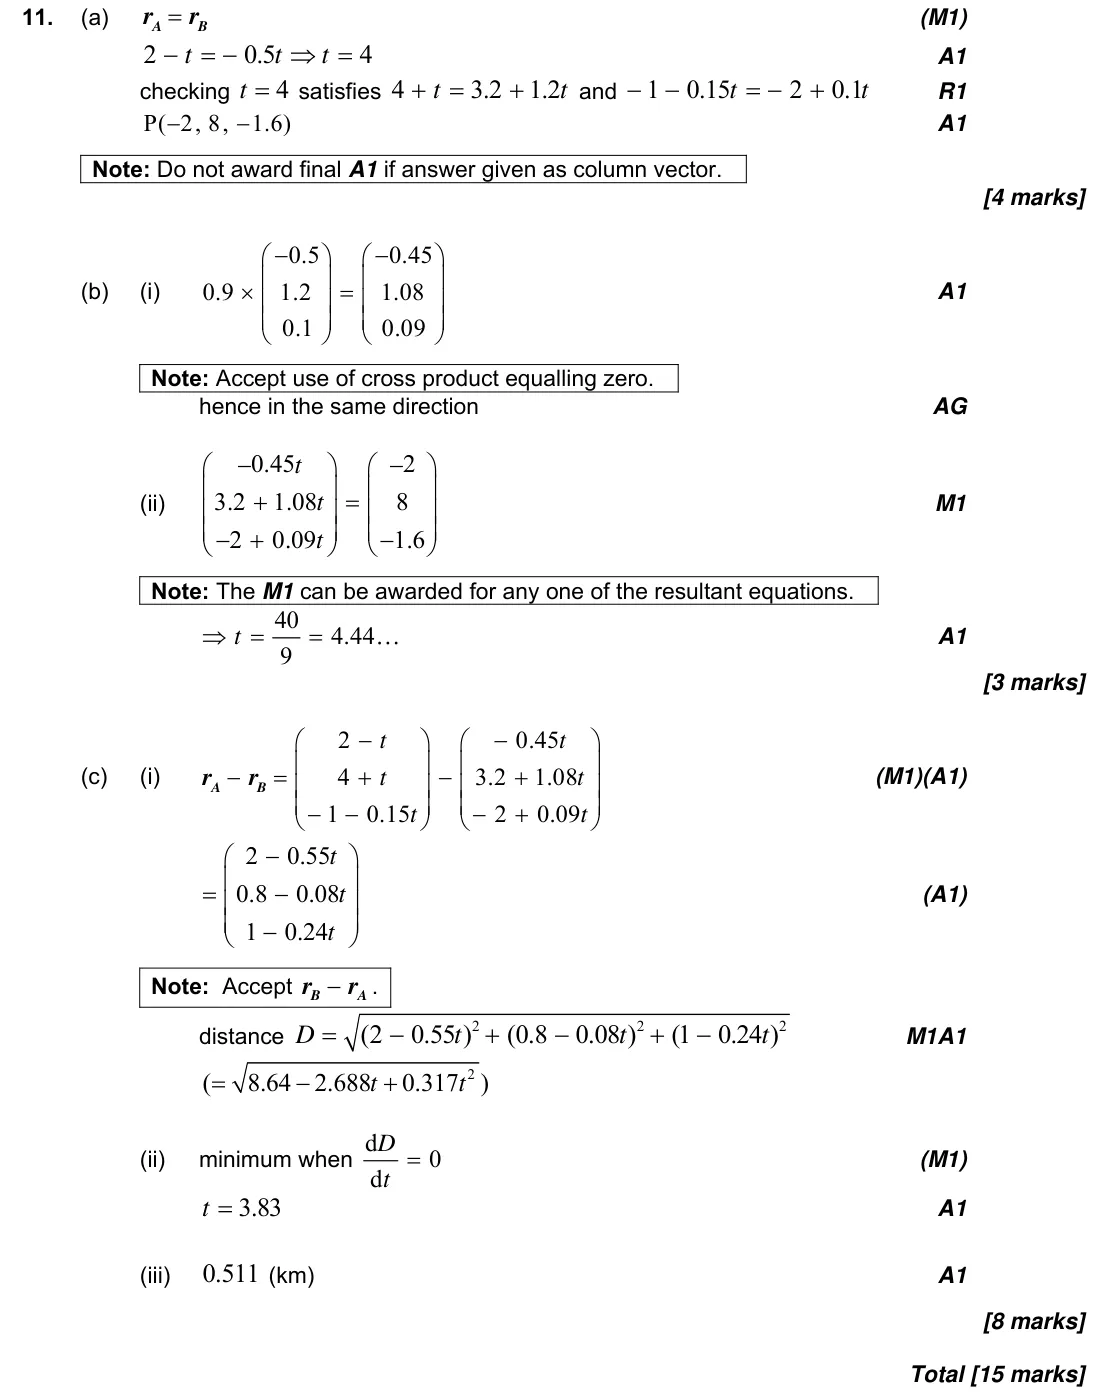 11. (a) r_A = r_B (M1)
2 − t = − 0.5t ⇒ t = 4 A1
checking t = 4 satisfies 4 + t = 3.2 + 1.2t and − 1 − 0.15t = − 2 + 0.1t R1
P(−2, 8, −1.6) A1
Note: Do not award final A1 if answer given as column vector.
[4 marks]
(b) (i) 0.9 × (−0.5, 1.2, 0.1) = (−0.45, 1.08, 0.09) A1
Note: Accept use of cross product equalling zero.
hence in the same direction AG
(ii) (−0.45t, 3.2 + 1.08t, −2 + 0.09t) = (−2, 8, −1.6) M1
Note: The M1 can be awarded for any one of the resultant equations.
⇒ t = 40/9 = 4.44… A1
[3 marks]
(c) (i) r_A − r_B = (2 − t, 4 + t, − 1 − 0.15t) − (− 0.45t, 3.2 + 1.08t, − 2 + 0.09t) (M1)(A1)
= (2 − 0.55t, 0.8 − 0.08t, 1 − 0.24t) (A1)
Note: Accept r_B − r_A .
distance D = √((2 − 0.55t)² + (0.8 − 0.08t)² + (1 − 0.24t)²) M1A1
(= √(8.64 − 2.688t + 0.317t²) )
(ii) minimum when dD/dt = 0 (M1)
t = 3.83 A1
(iii) 0.511 (km) A1
[8 marks]
Total [15 marks]